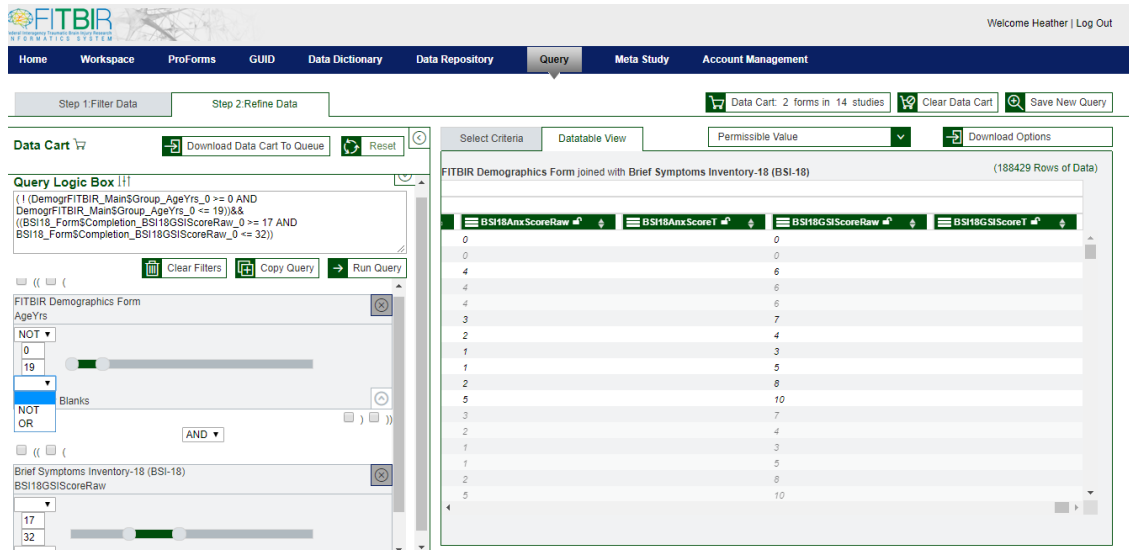 FITBIR
Federal Interagency Traumatic Brain Injury Research
INFORMATICS SYSTEM
Welcome Heather | Log Out
Home Workspace ProForms GUID Data Dictionary Data Repository Query Meta Study Account Management
Step 1:Filter Data Step 2:Refine Data
Data Cart: 2 forms in 14 studies Clear Data Cart Save New Query
Data Cart Download Data Cart To Queue Reset
Query Logic Box
( ! (DemogrFITBIR_Main$Group_AgeYrs_0 >= 0 AND
DemogrFITBIR_Main$Group_AgeYrs_0 <= 19))&&
((BSI18_Form$Completion_BSI18GSIScoreRaw_0 >= 17 AND
BSI18_Form$Completion_BSI18GSIScoreRaw_0 <= 32))
Clear Filters Copy Query Run Query
(( (
FITBIR Demographics Form
AgeYrs
NOT
0
19
Blanks
NOT
OR
) ))
AND
(( (
Brief Symptoms Inventory-18 (BSI-18)
BSI18GSIScoreRaw
17
32
Select Criteria Datatable View Permissible Value Download Options
FITBIR Demographics Form joined with Brief Symptoms Inventory-18 (BSI-18) (188429 Rows of Data)
BSI18AnxScoreRaw BSI18AnxScoreT BSI18GSIScoreRaw BSI18GSIScoreT
0 0
0 0
4 6
4 6
4 6
3 7
2 4
1 3
1 5
2 8
5 10
3 7
2 4
1 3
1 5
2 8
5 10